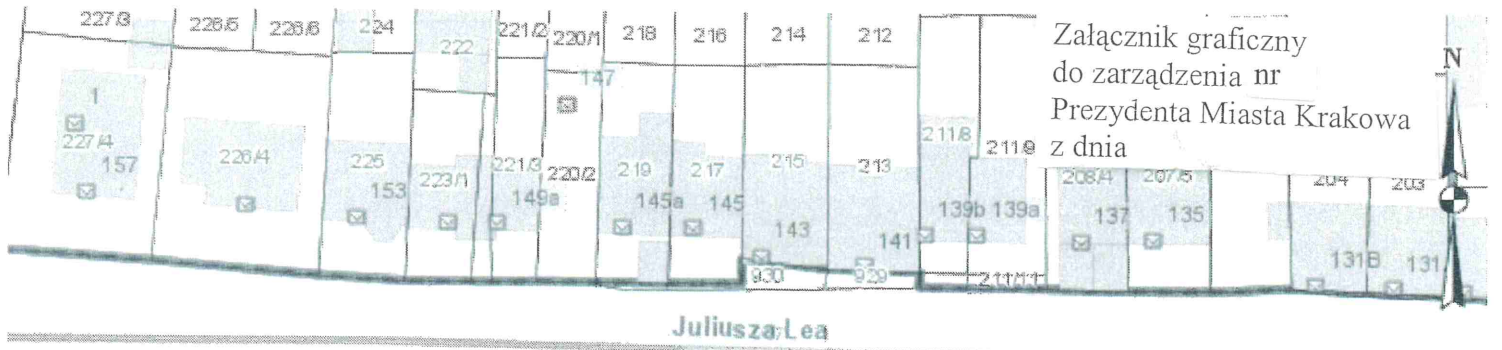 227/3 226/5 226/6 224 222 221/2 220/1 218 216 214 212
Załącznik graficzny
do zarządzenia nr
Prezydenta Miasta Krakowa
z dnia
N
147
1
227/4 157 226/4 225 153 223/1 221/3 149a 220/2 219 145a 217 145 215 143 213 141 211/8 139b 211/9 139a 208/4 137 207/5 135 204 203
131B 131
930 929 211/11
Juliusza Lea